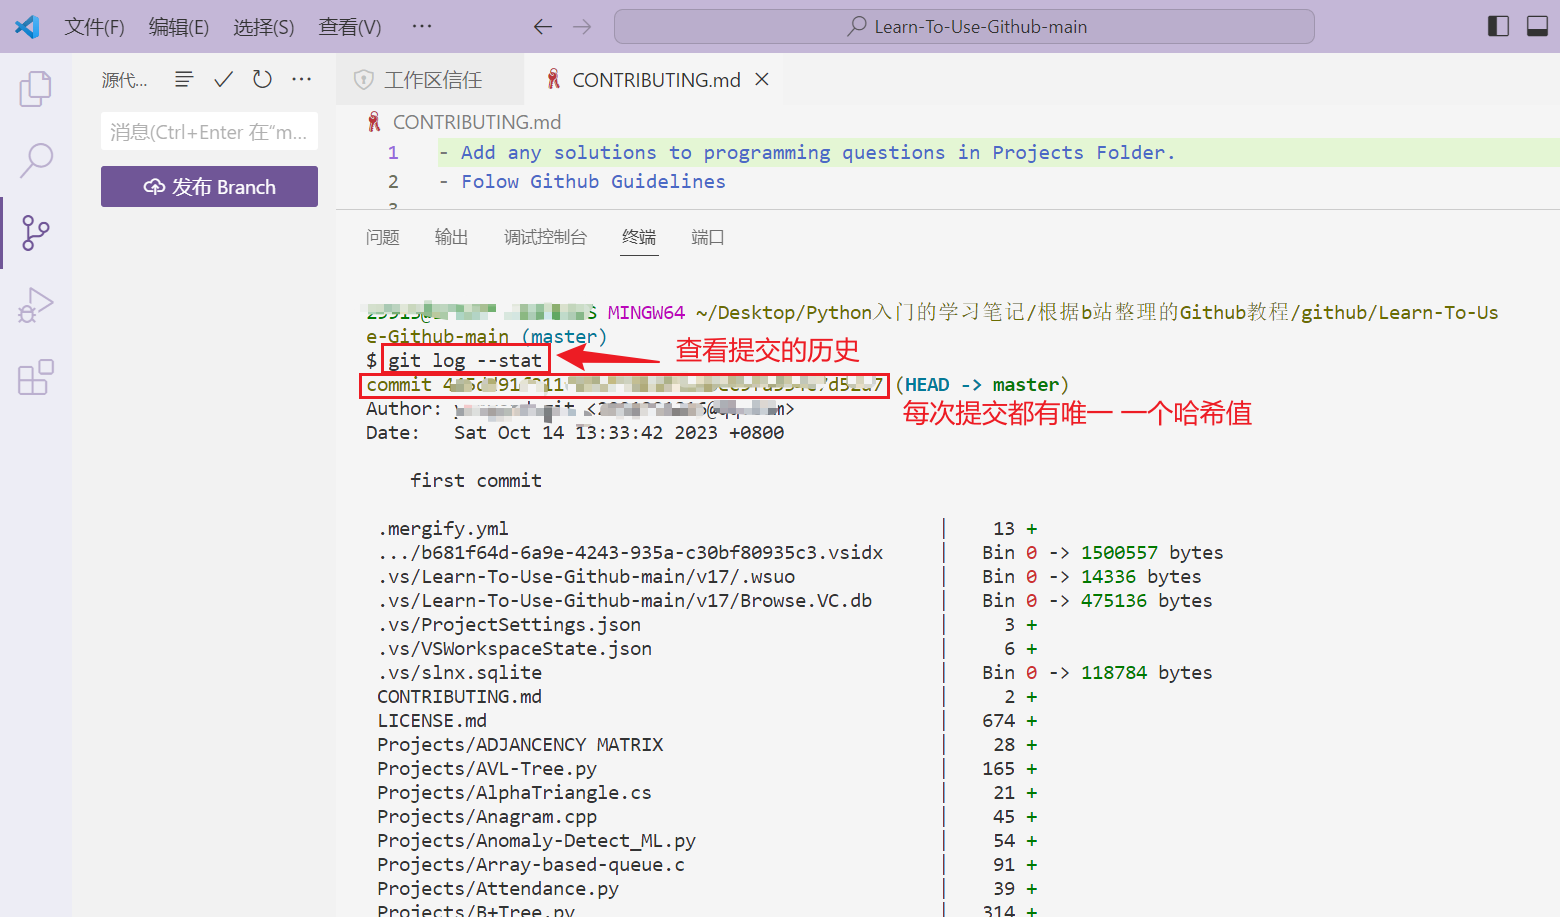 文件(F) 编辑(E) 选择(S) 查看(V) ··· Learn-To-Use-Github-main
源代... ··· 工作区信任 CONTRIBUTING.md
消息(Ctrl+Enter 在“m...
发布 Branch
CONTRIBUTING.md
1 - Add any solutions to programming questions in Projects Folder.
2 - Folow Github Guidelines
3
问题 输出 调试控制台 终端 端口
MINGW64 ~/Desktop/Python入门的学习笔记/根据b站整理的Github教程/github/Learn-To-Us
e-Github-main (master)
$ git log --stat
查看提交的历史
commit (HEAD -> master)
每次提交都有唯一 一个哈希值
Author:
Date: Sat Oct 14 13:33:42 2023 +0800
first commit
.mergify.yml | 13 +
.../b681f64d-6a9e-4243-935a-c30bf80935c3.vsidx | Bin 0 -> 1500557 bytes
.vs/Learn-To-Use-Github-main/v17/.wsuo | Bin 0 -> 14336 bytes
.vs/Learn-To-Use-Github-main/v17/Browse.VC.db | Bin 0 -> 475136 bytes
.vs/ProjectSettings.json | 3 +
.vs/VSWorkspaceState.json | 6 +
.vs/slnx.sqlite | Bin 0 -> 118784 bytes
CONTRIBUTING.md | 2 +
LICENSE.md | 674 +
Projects/ADJANCENCY MATRIX | 28 +
Projects/AVL-Tree.py | 165 +
Projects/AlphaTriangle.cs | 21 +
Projects/Anagram.cpp | 45 +
Projects/Anomaly-Detect_ML.py | 54 +
Projects/Array-based-queue.c | 91 +
Projects/Attendance.py | 39 +
Projects/B+Tree.py | 314 +